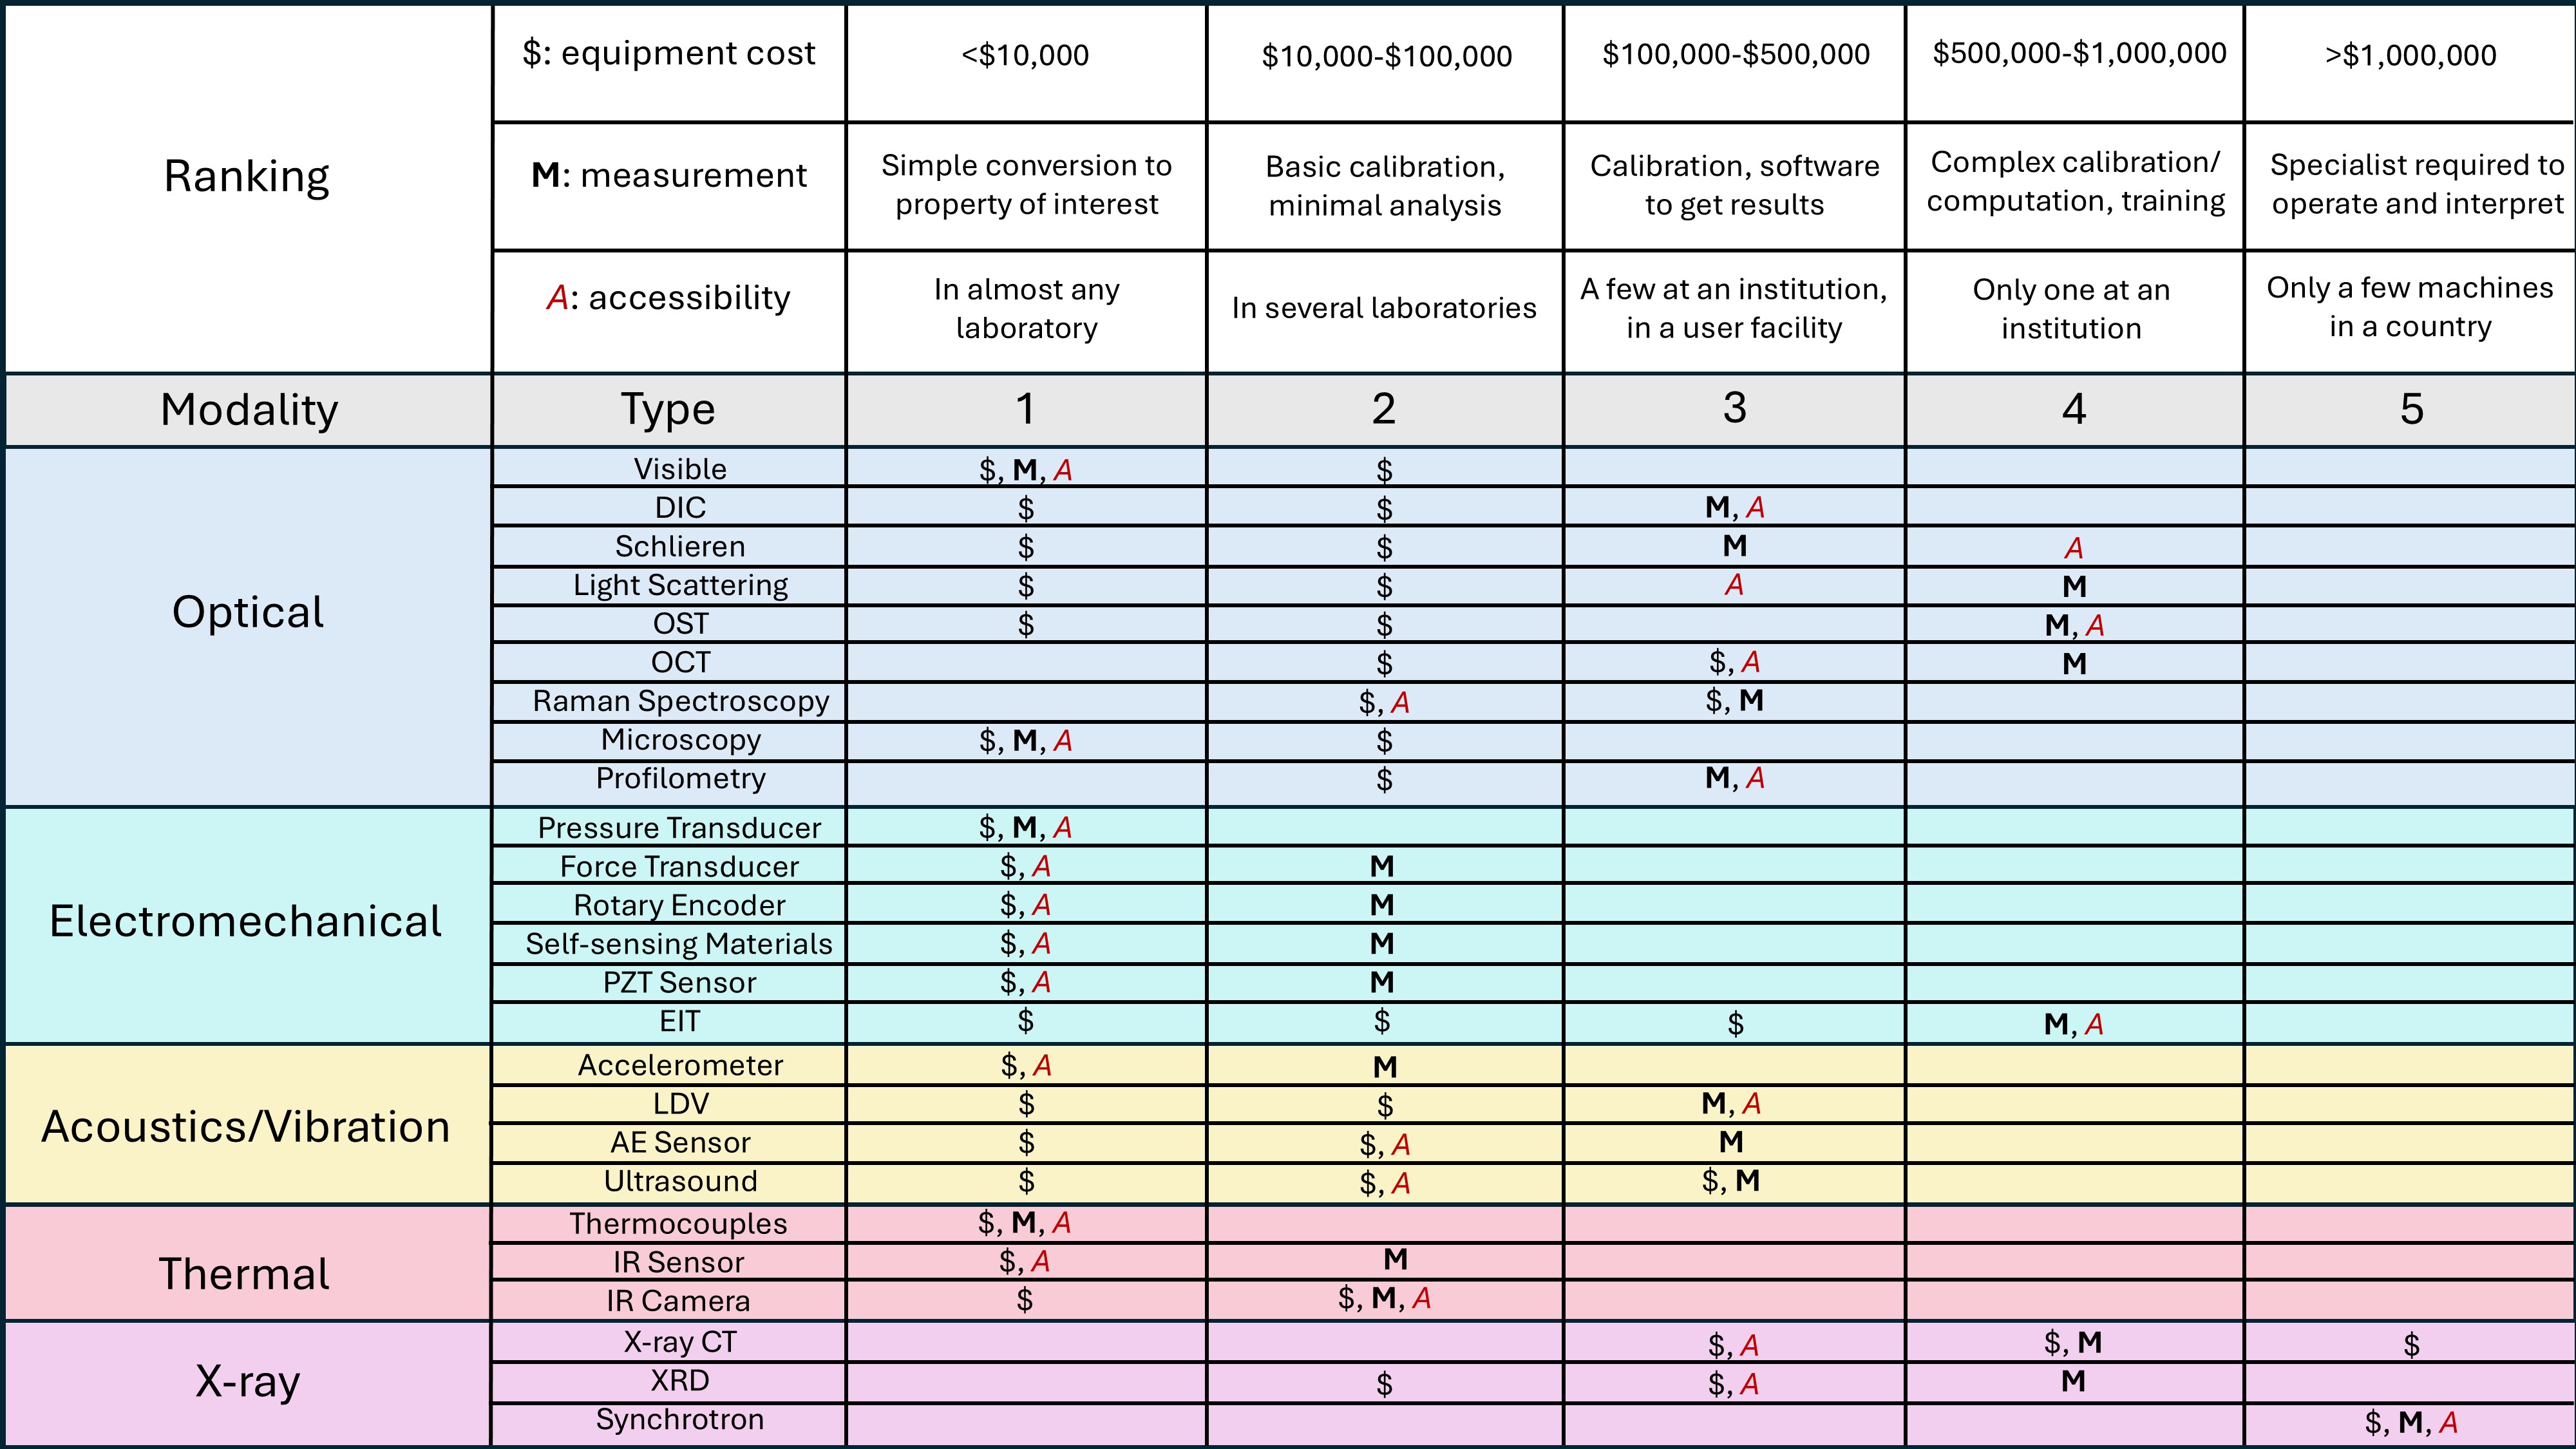 Ranking
$: equipment cost
<$10,000
$10,000-$100,000
$100,000-$500,000
$500,000-$1,000,000
>$1,000,000
M: measurement
Simple conversion to
property of interest
Basic calibration,
minimal analysis
Calibration, software
to get results
Complex calibration/
computation, training
Specialist required to
operate and interpret
A: accessibility
In almost any
laboratory
In several laboratories
A few at an institution,
in a user facility
Only one at an
institution
Only a few machines
in a country
Modality Type 1 2 3 4 5
Optical
Visible $, M, A $
DIC $ $ M, A
Schlieren $ $ M A
Light Scattering $ $ A M
OST $ $ M, A
OCT $ $, A M
Raman Spectroscopy $, A $, M
Microscopy $, M, A $
Profilometry $ M, A
Electromechanical
Pressure Transducer $, M, A
Force Transducer $, A M
Rotary Encoder $, A M
Self-sensing Materials $, A M
PZT Sensor $, A M
EIT $ $ $ M, A
Acoustics/Vibration
Accelerometer $, A M
LDV $ $ M, A
AE Sensor $ $, A M
Ultrasound $ $, A $, M
Thermal
Thermocouples $, M, A
IR Sensor $, A M
IR Camera $ $, M, A
X-ray
X-ray CT $, A $, M $
XRD $ $, A M
Synchrotron $, M, A